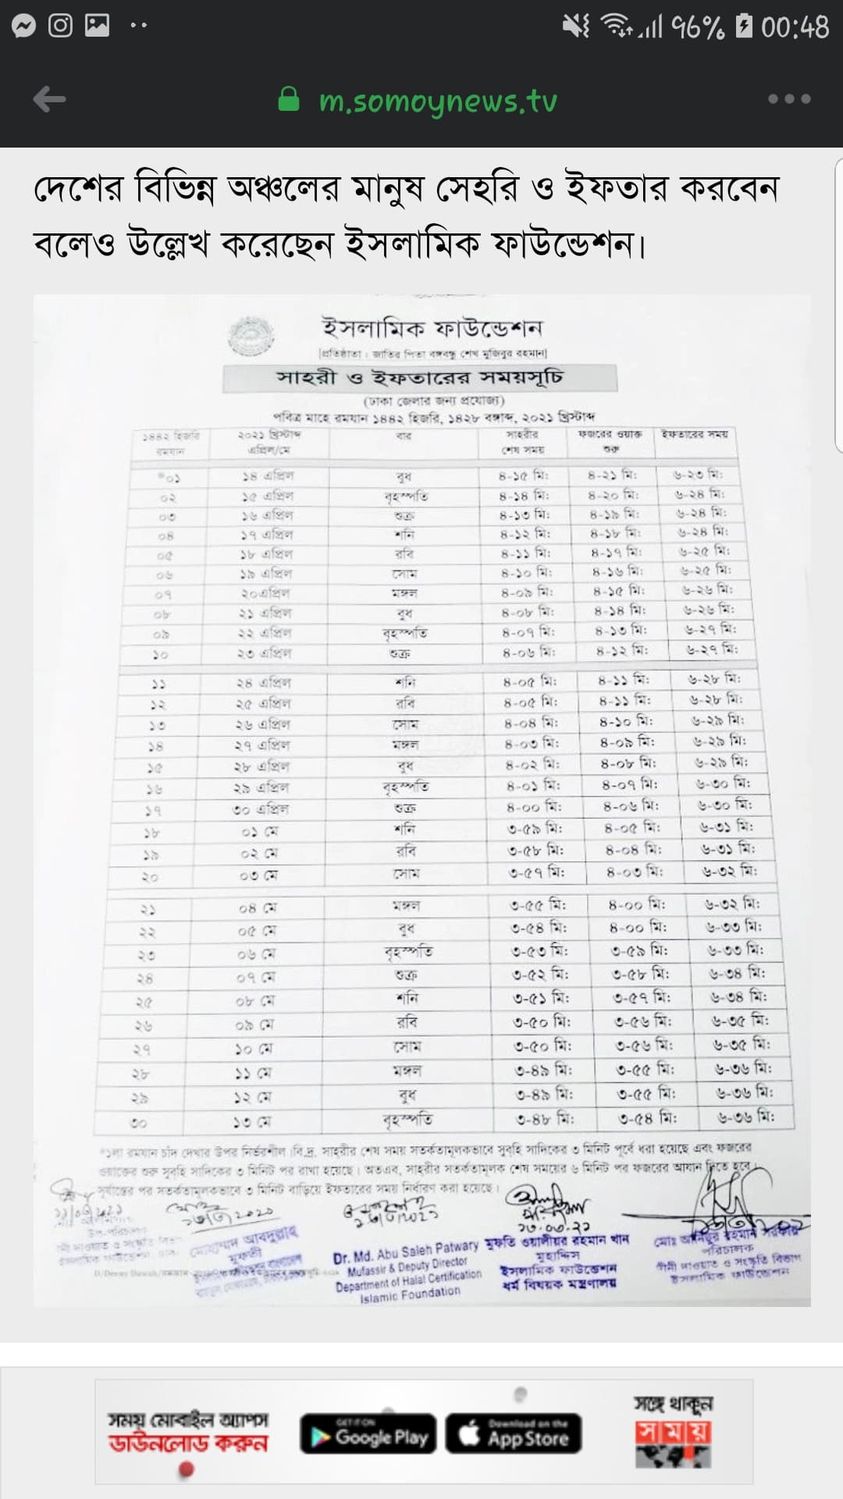 96% 00:48
m.somoynews.tv
দেশের বিভিন্ন অঞ্চলের মানুষ সেহরি ও ইফতার করবেন
বলেও উল্লেখ করেছেন ইসলামিক ফাউন্ডেশন।
ইসলামিক ফাউন্ডেশন
[প্রতিষ্ঠাতা : জাতির পিতা বঙ্গবন্ধু শেখ মুজিবুর রহমান]
সাহরী ও ইফতারের সময়সূচি
(ঢাকা জেলার জন্য প্রযোজ্য)
পবিত্র মাহে রমযান ১৪৪২ হিজরি, ১৪২৮ বঙ্গাব্দ, ২০২১ খ্রিস্টাব্দ
১৪৪২ হিজরি রমযান ২০২১ খ্রিস্টাব্দ এপ্রিল/মে বার সাহরীর শেষ সময় ফজরের ওয়াক্ত শুরু ইফতারের সময়
*০১ ১৪ এপ্রিল বুধ ৪-১৫ মি: ৪-২১ মি: ৬-২৩ মি:
০২ ১৫ এপ্রিল বৃহস্পতি ৪-১৪ মি: ৪-২০ মি: ৬-২৪ মি:
০৩ ১৬ এপ্রিল শুক্র ৪-১৩ মি: ৪-১৯ মি: ৬-২৪ মি:
০৪ ১৭ এপ্রিল শনি ৪-১২ মি: ৪-১৮ মি: ৬-২৪ মি:
০৫ ১৮ এপ্রিল রবি ৪-১১ মি: ৪-১৭ মি: ৬-২৫ মি:
০৬ ১৯ এপ্রিল সোম ৪-১০ মি: ৪-১৬ মি: ৬-২৫ মি:
০৭ ২০এপ্রিল মঙ্গল ৪-০৯ মি: ৪-১৫ মি: ৬-২৬ মি:
০৮ ২১ এপ্রিল বুধ ৪-০৮ মি: ৪-১৪ মি: ৬-২৬ মি:
০৯ ২২ এপ্রিল বৃহস্পতি ৪-০৭ মি: ৪-১৩ মি: ৬-২৭ মি:
১০ ২৩ এপ্রিল শুক্র ৪-০৬ মি: ৪-১২ মি: ৬-২৭ মি:
১১ ২৪ এপ্রিল শনি ৪-০৫ মি: ৪-১১ মি: ৬-২৮ মি:
১২ ২৫ এপ্রিল রবি ৪-০৫ মি: ৪-১১ মি: ৬-২৮ মি:
১৩ ২৬ এপ্রিল সোম ৪-০৪ মি: ৪-১০ মি: ৬-২৯ মি:
১৪ ২৭ এপ্রিল মঙ্গল ৪-০৩ মি: ৪-০৯ মি: ৬-২৯ মি:
১৫ ২৮ এপ্রিল বুধ ৪-০২ মি: ৪-০৮ মি: ৬-২৯ মি:
১৬ ২৯ এপ্রিল বৃহস্পতি ৪-০১ মি: ৪-০৭ মি: ৬-৩০ মি:
১৭ ৩০ এপ্রিল শুক্র ৪-০০ মি: ৪-০৬ মি: ৬-৩০ মি:
১৮ ০১ মে শনি ৩-৫৯ মি: ৪-০৫ মি: ৬-৩১ মি:
১৯ ০২ মে রবি ৩-৫৮ মি: ৪-০৪ মি: ৬-৩১ মি:
২০ ০৩ মে সোম ৩-৫৭ মি: ৪-০৩ মি: ৬-৩২ মি:
২১ ০৪ মে মঙ্গল ৩-৫৫ মি: ৪-০০ মি: ৬-৩২ মি:
২২ ০৫ মে বুধ ৩-৫৪ মি: ৪-০০ মি: ৬-৩৩ মি:
২৩ ০৬ মে বৃহস্পতি ৩-৫৩ মি: ৩-৫৯ মি: ৬-৩৩ মি:
২৪ ০৭ মে শুক্র ৩-৫২ মি: ৩-৫৮ মি: ৬-৩৪ মি:
২৫ ০৮ মে শনি ৩-৫১ মি: ৩-৫৭ মি: ৬-৩৪ মি:
২৬ ০৯ মে রবি ৩-৫০ মি: ৩-৫৬ মি: ৬-৩৫ মি:
২৭ ১০ মে সোম ৩-৫০ মি: ৩-৫৬ মি: ৬-৩৫ মি:
২৮ ১১ মে মঙ্গল ৩-৪৯ মি: ৩-৫৫ মি: ৬-৩৬ মি:
২৯ ১২ মে বুধ ৩-৪৯ মি: ৩-৫৫ মি: ৬-৩৬ মি:
৩০ ১৩ মে বৃহস্পতি ৩-৪৮ মি: ৩-৫৪ মি: ৬-৩৬ মি:
*১লা রমযান চাঁদ দেখার উপর নির্ভরশীল।বি.দ্র. সাহরীর শেষ সময় সতর্কতামূলকভাবে সুবহি সাদিকের ৩ মিনিট পূর্বে ধরা হয়েছে এবং ফজরের
ওয়াক্তের শুরু সুবহি সাদিকের ৩ মিনিট পর রাখা হয়েছে। অতএব, সাহরীর সতর্কতামূলক শেষ সময়ের ৬ মিনিট পর ফজরের আযান দিতে হবে।
সূর্যাস্তের পর সতর্কতামূলকভাবে ৩ মিনিট বাড়িয়ে ইফতারের সময় নির্ধারণ করা হয়েছে।
মোহাম্মদ আবদুল্লাহ
মুফতী
Dr. Md. Abu Saleh Patwary
Mufassir & Deputy Director
Department of Halal Certification
Islamic Foundation
মুফতি ওয়ালীয়র রহমান খান
মুহাদ্দিস
ইসলামিক ফাউন্ডেশন
ধর্ম বিষয়ক মন্ত্রণালয়
মোঃ আনিছুর রহমান সরকার
পরিচালক
দ্বীনী দাওয়াত ও সংস্কৃতি বিভাগ
ইসলামিক ফাউন্ডেশন
সময় মোবাইল অ্যাপস
ডাউনলোড করুন
GET IT ON
Google Play
Download on the
App Store
সঙ্গে থাকুন
সময়